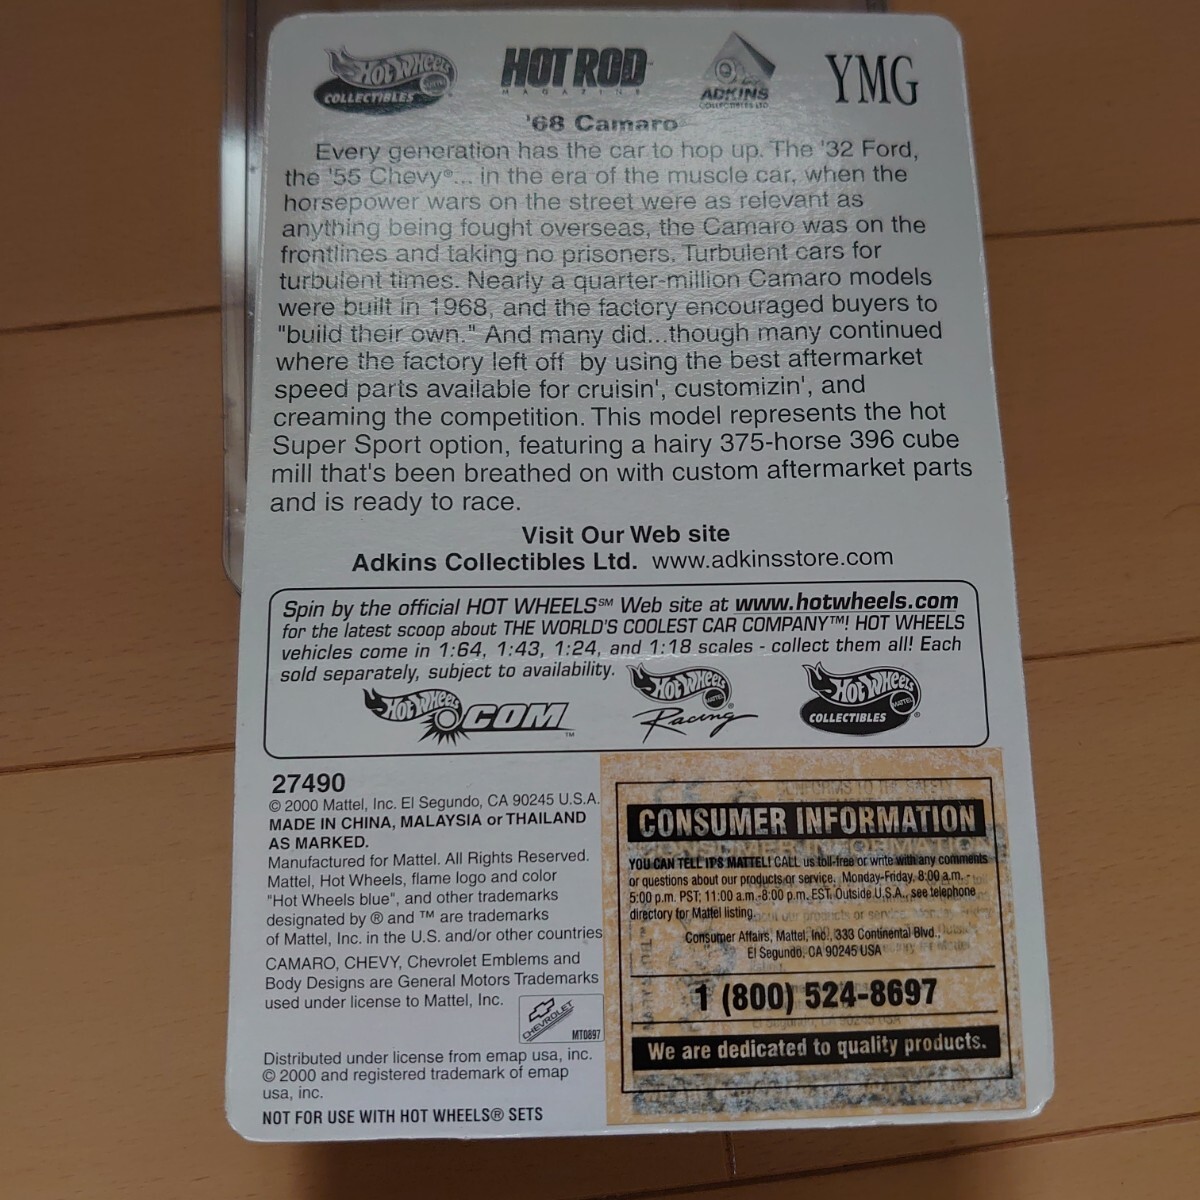 Hot Wheels
MATTEL
COLLECTIBLES
HOT ROD™
MAGAZINE
ADKINS
COLLECTIBLES LTD
YMG
'68 Camaro®
Every generation has the car to hop up. The '32 Ford,
the '55 Chevy®... in the era of the muscle car, when the
horsepower wars on the street were as relevant as
anything being fought overseas, the Camaro was on the
frontlines and taking no prisoners. Turbulent cars for
turbulent times. Nearly a quarter-million Camaro models
were built in 1968, and the factory encouraged buyers to
"build their own." And many did...though many continued
where the factory left off by using the best aftermarket
speed parts available for cruisin', customizin', and
creaming the competition. This model represents the hot
Super Sport option, featuring a hairy 375-horse 396 cube
mill that's been breathed on with custom aftermarket parts
and is ready to race.
Visit Our Web site
Adkins Collectibles Ltd. www.adkinsstore.com
Spin by the official HOT WHEELS℠ Web site at www.hotwheels.com
for the latest scoop about THE WORLD'S COOLEST CAR COMPANY™! HOT WHEELS
vehicles come in 1:64, 1:43, 1:24, and 1:18 scales - collect them all! Each
sold separately, subject to availability.
Hot Wheels .COM™
Hot Wheels MATTEL ® Racing
Hot Wheels MATTEL COLLECTIBLES ®
27490
© 2000 Mattel, Inc. El Segundo, CA 90245 U.S.A.
MADE IN CHINA, MALAYSIA or THAILAND
AS MARKED.
Manufactured for Mattel. All Rights Reserved.
Mattel, Hot Wheels, flame logo and color
"Hot Wheels blue", and other trademarks
designated by ® and ™ are trademarks
of Mattel, Inc. in the U.S. and/or other countries
CAMARO, CHEVY, Chevrolet Emblems and
Body Designs are General Motors Trademarks
used under license to Mattel, Inc.
CHEVROLET
MT0897
Distributed under license from emap usa, inc.
© 2000 and registered trademark of emap
usa, inc.
NOT FOR USE WITH HOT WHEELS® SETS
CONFORMS TO THE SAFETY
CONSUMER INFORMATION
YOU CAN TELL IT'S MATTEL! CALL us toll-free or write with any comments
or questions about our products or service. Monday-Friday, 8:00 a.m. -
5:00 p.m. PST; 11:00 a.m.-8:00 p.m. EST. Outside U.S.A., see telephone
directory for Mattel listing.
Consumer Affairs, Mattel, Inc., 333 Continental Blvd.,
El Segundo, CA 90245 USA
1 (800) 524-8697
We are dedicated to quality products.